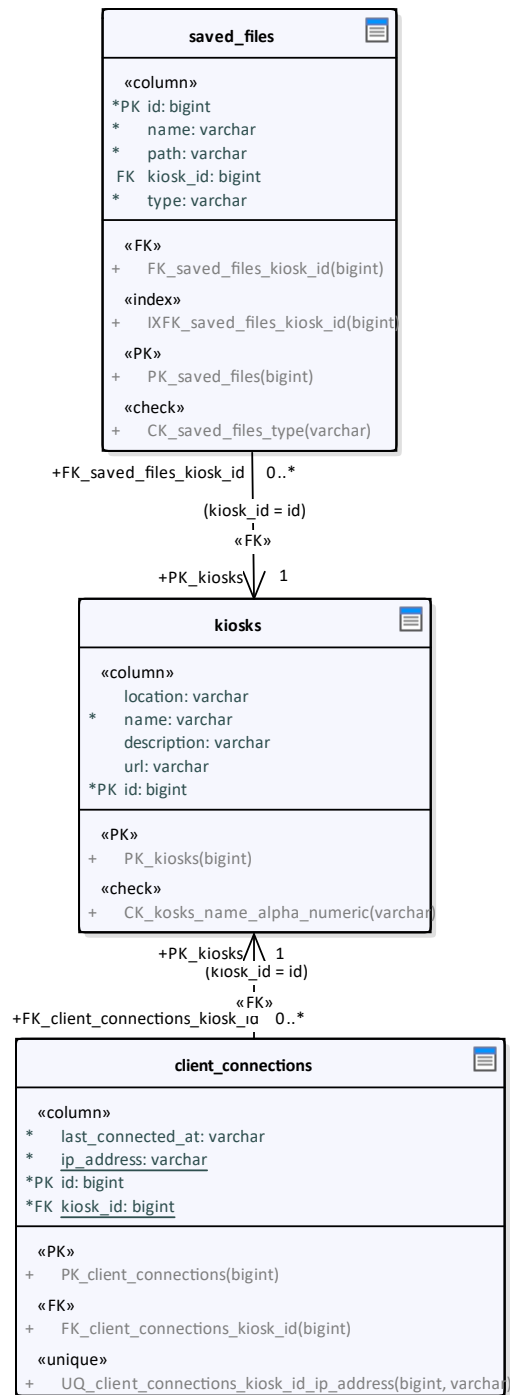 saved_files
«column»
*PK id: bigint
* name: varchar
* path: varchar
FK kiosk_id: bigint
* type: varchar
«FK»
+ FK_saved_files_kiosk_id(bigint)
«index»
+ IXFK_saved_files_kiosk_id(bigint)
«PK»
+ PK_saved_files(bigint)
«check»
+ CK_saved_files_type(varchar)
+FK_saved_files_kiosk_id 0..*
(kiosk_id = id)
«FK»
+PK_kiosks 1
kiosks
«column»
location: varchar
* name: varchar
description: varchar
url: varchar
*PK id: bigint
«PK»
+ PK_kiosks(bigint)
«check»
+ CK_kosks_name_alpha_numeric(varchar)
+PK_kiosks 1
(kiosk_id = id)
«FK»
+FK_client_connections_kiosk_id 0..*
client_connections
«column»
* last_connected_at: varchar
* ip_address: varchar
*PK id: bigint
*FK kiosk_id: bigint
«PK»
+ PK_client_connections(bigint)
«FK»
+ FK_client_connections_kiosk_id(bigint)
«unique»
+ UQ_client_connections_kiosk_id_ip_address(bigint, varchar)